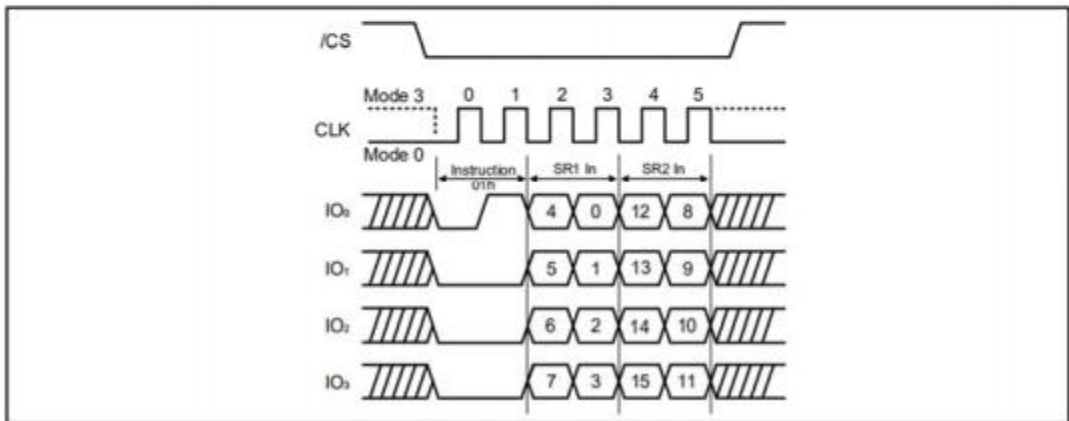 /CS
Mode 3 0 1 2 3 4 5
CLK
Mode 0
Instruction SR1 In SR2 In
01h
IO₀ 4 0 12 8
IO₁ 5 1 13 9
IO₂ 6 2 14 10
IO₃ 7 3 15 11